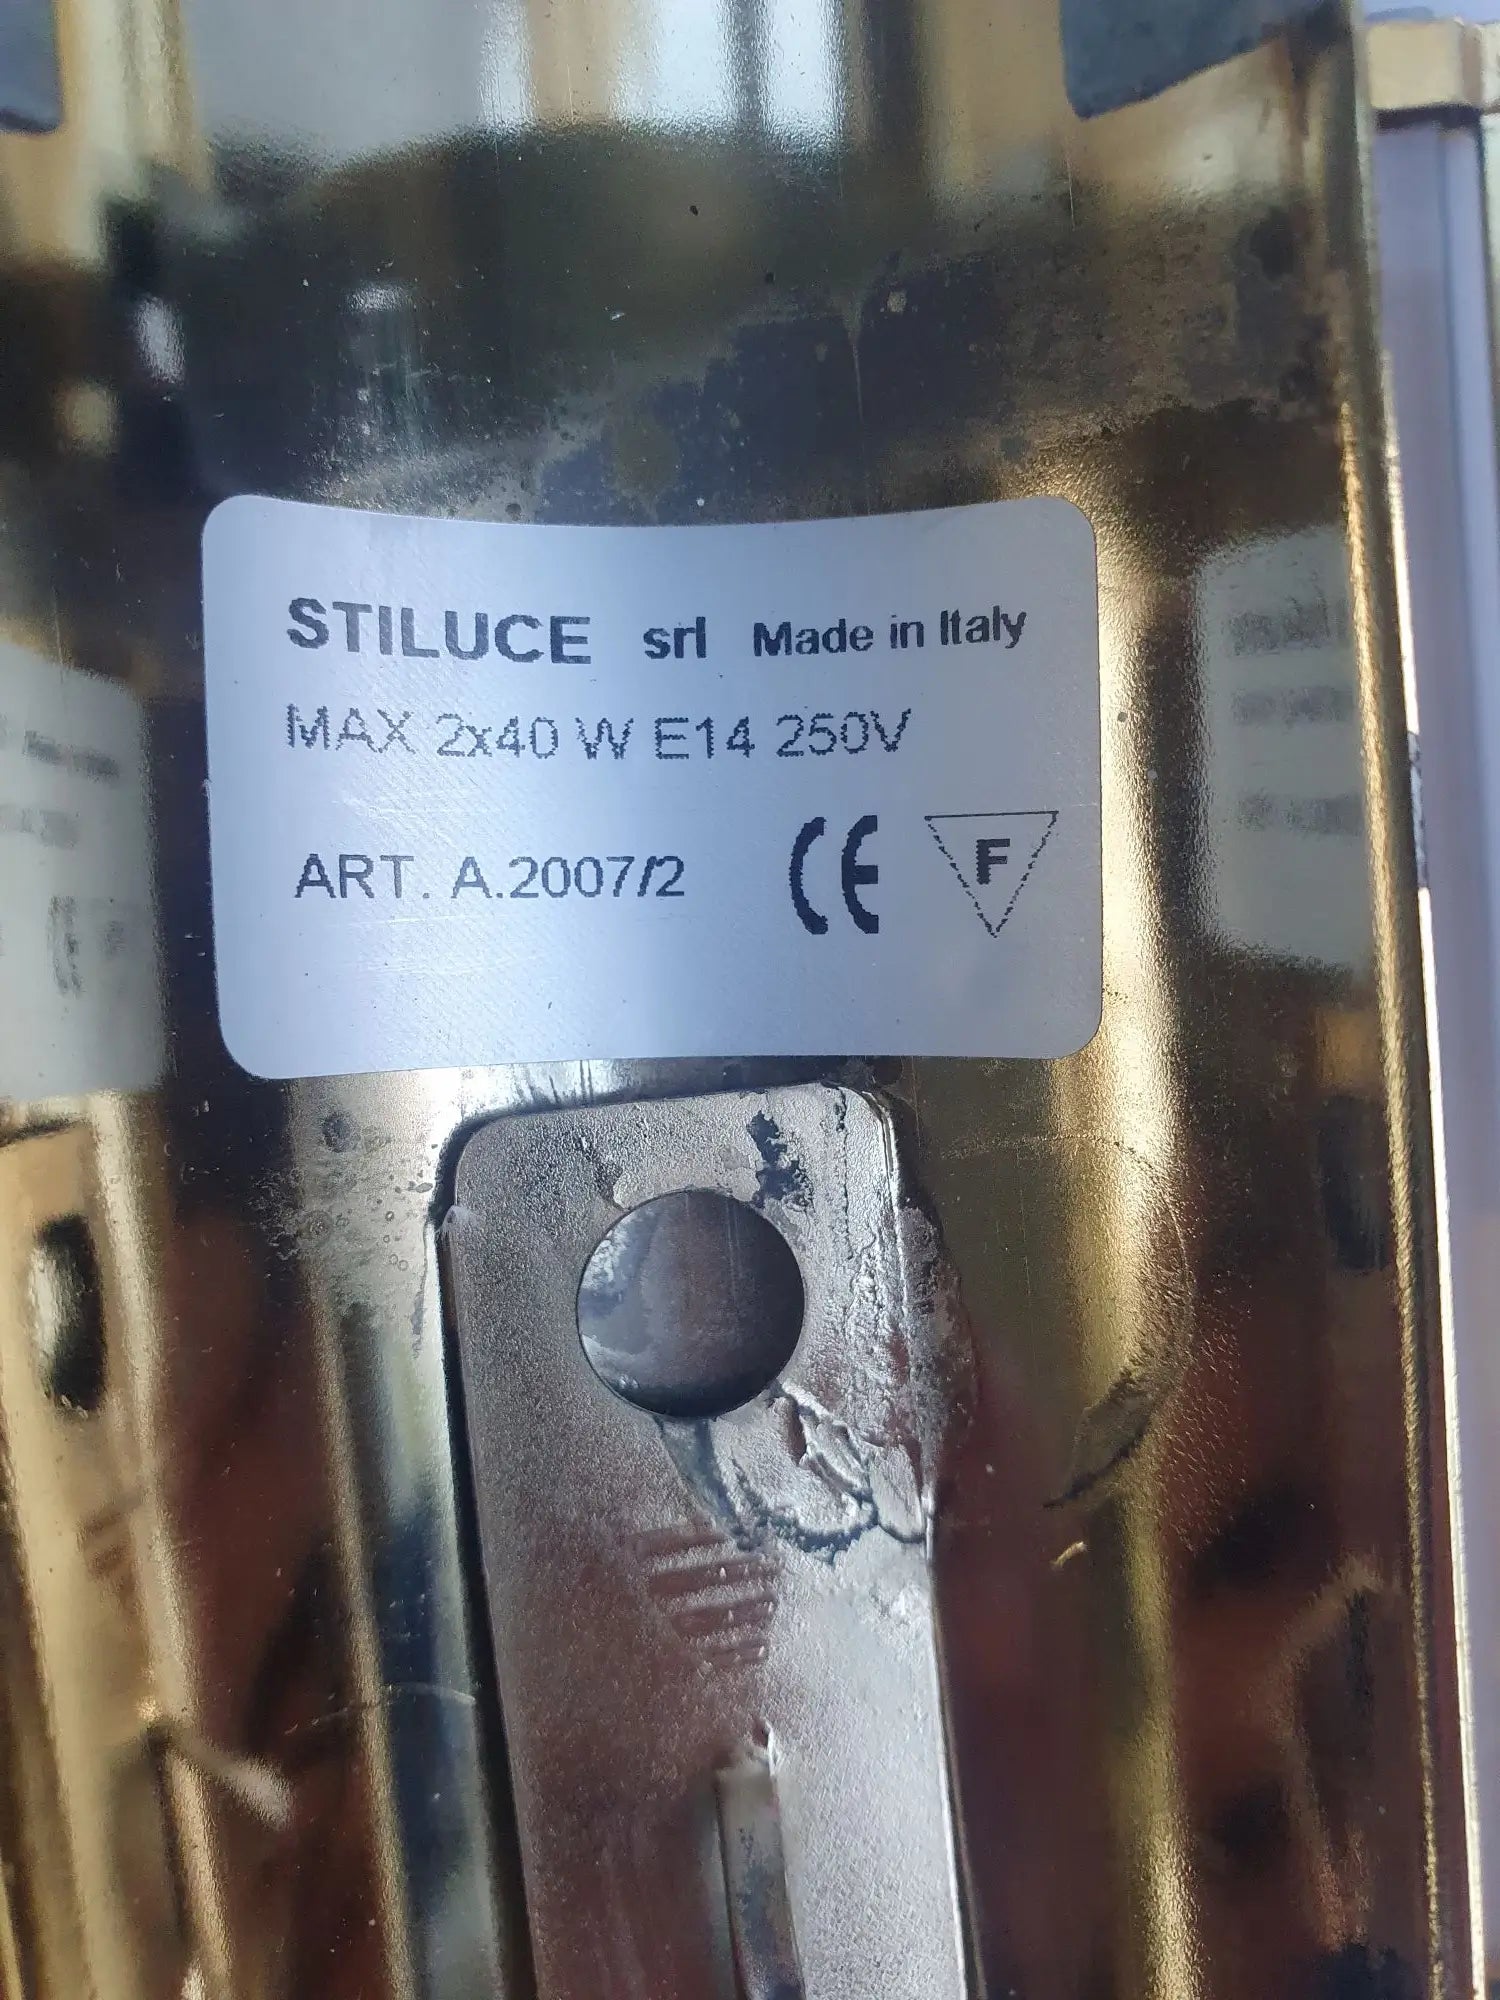 STILUCE srl Made in Italy
MAX 2x40 W E14 250V
ART. A.2007/2 CE F